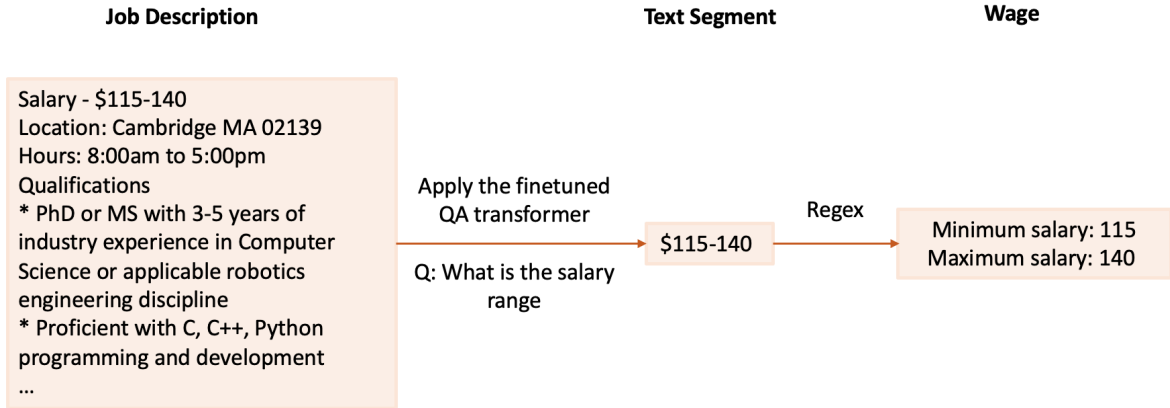 Job Description
Text Segment
Wage
Salary - $115-140
Location: Cambridge MA 02139
Hours: 8:00am to 5:00pm
Qualifications
* PhD or MS with 3-5 years of
industry experience in Computer
Science or applicable robotics
engineering discipline
* Proficient with C, C++, Python
programming and development
...
Apply the finetuned
QA transformer
Q: What is the salary
range
$115-140
Regex
Minimum salary: 115
Maximum salary: 140